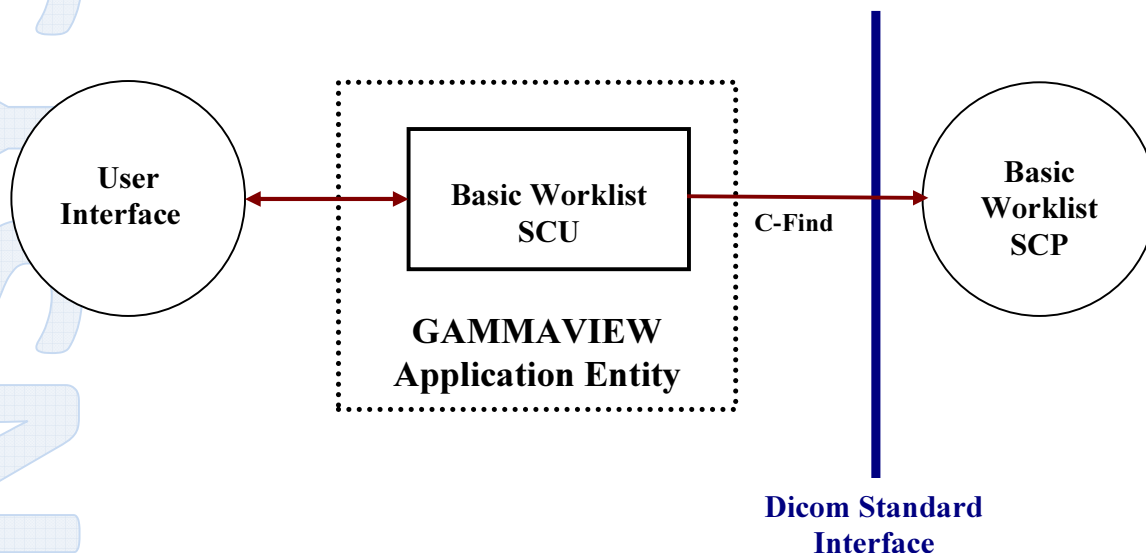 User
Interface
Basic Worklist
SCU
C-Find
Basic
Worklist
SCP
GAMMAVIEW
Application Entity
Dicom Standard
Interface